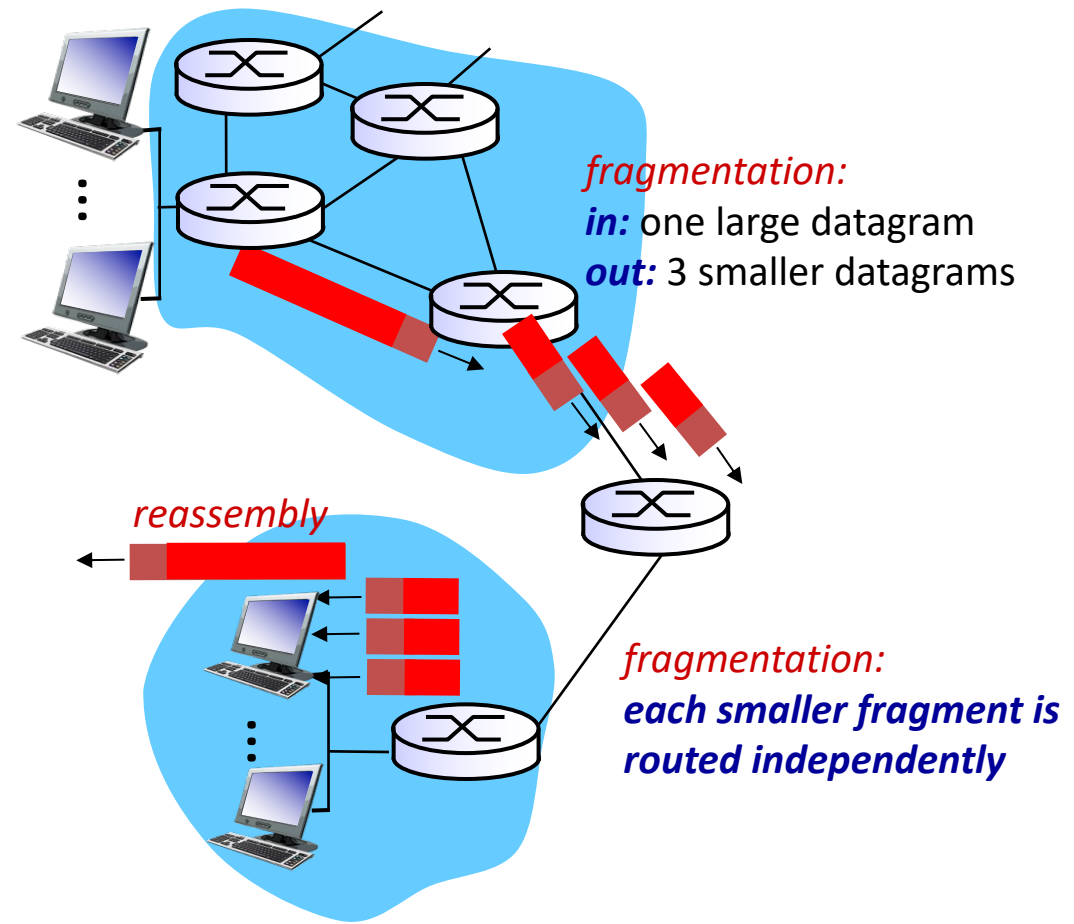 fragmentation:
in: one large datagram
out: 3 smaller datagrams
reassembly
fragmentation:
each smaller fragment is
routed independently